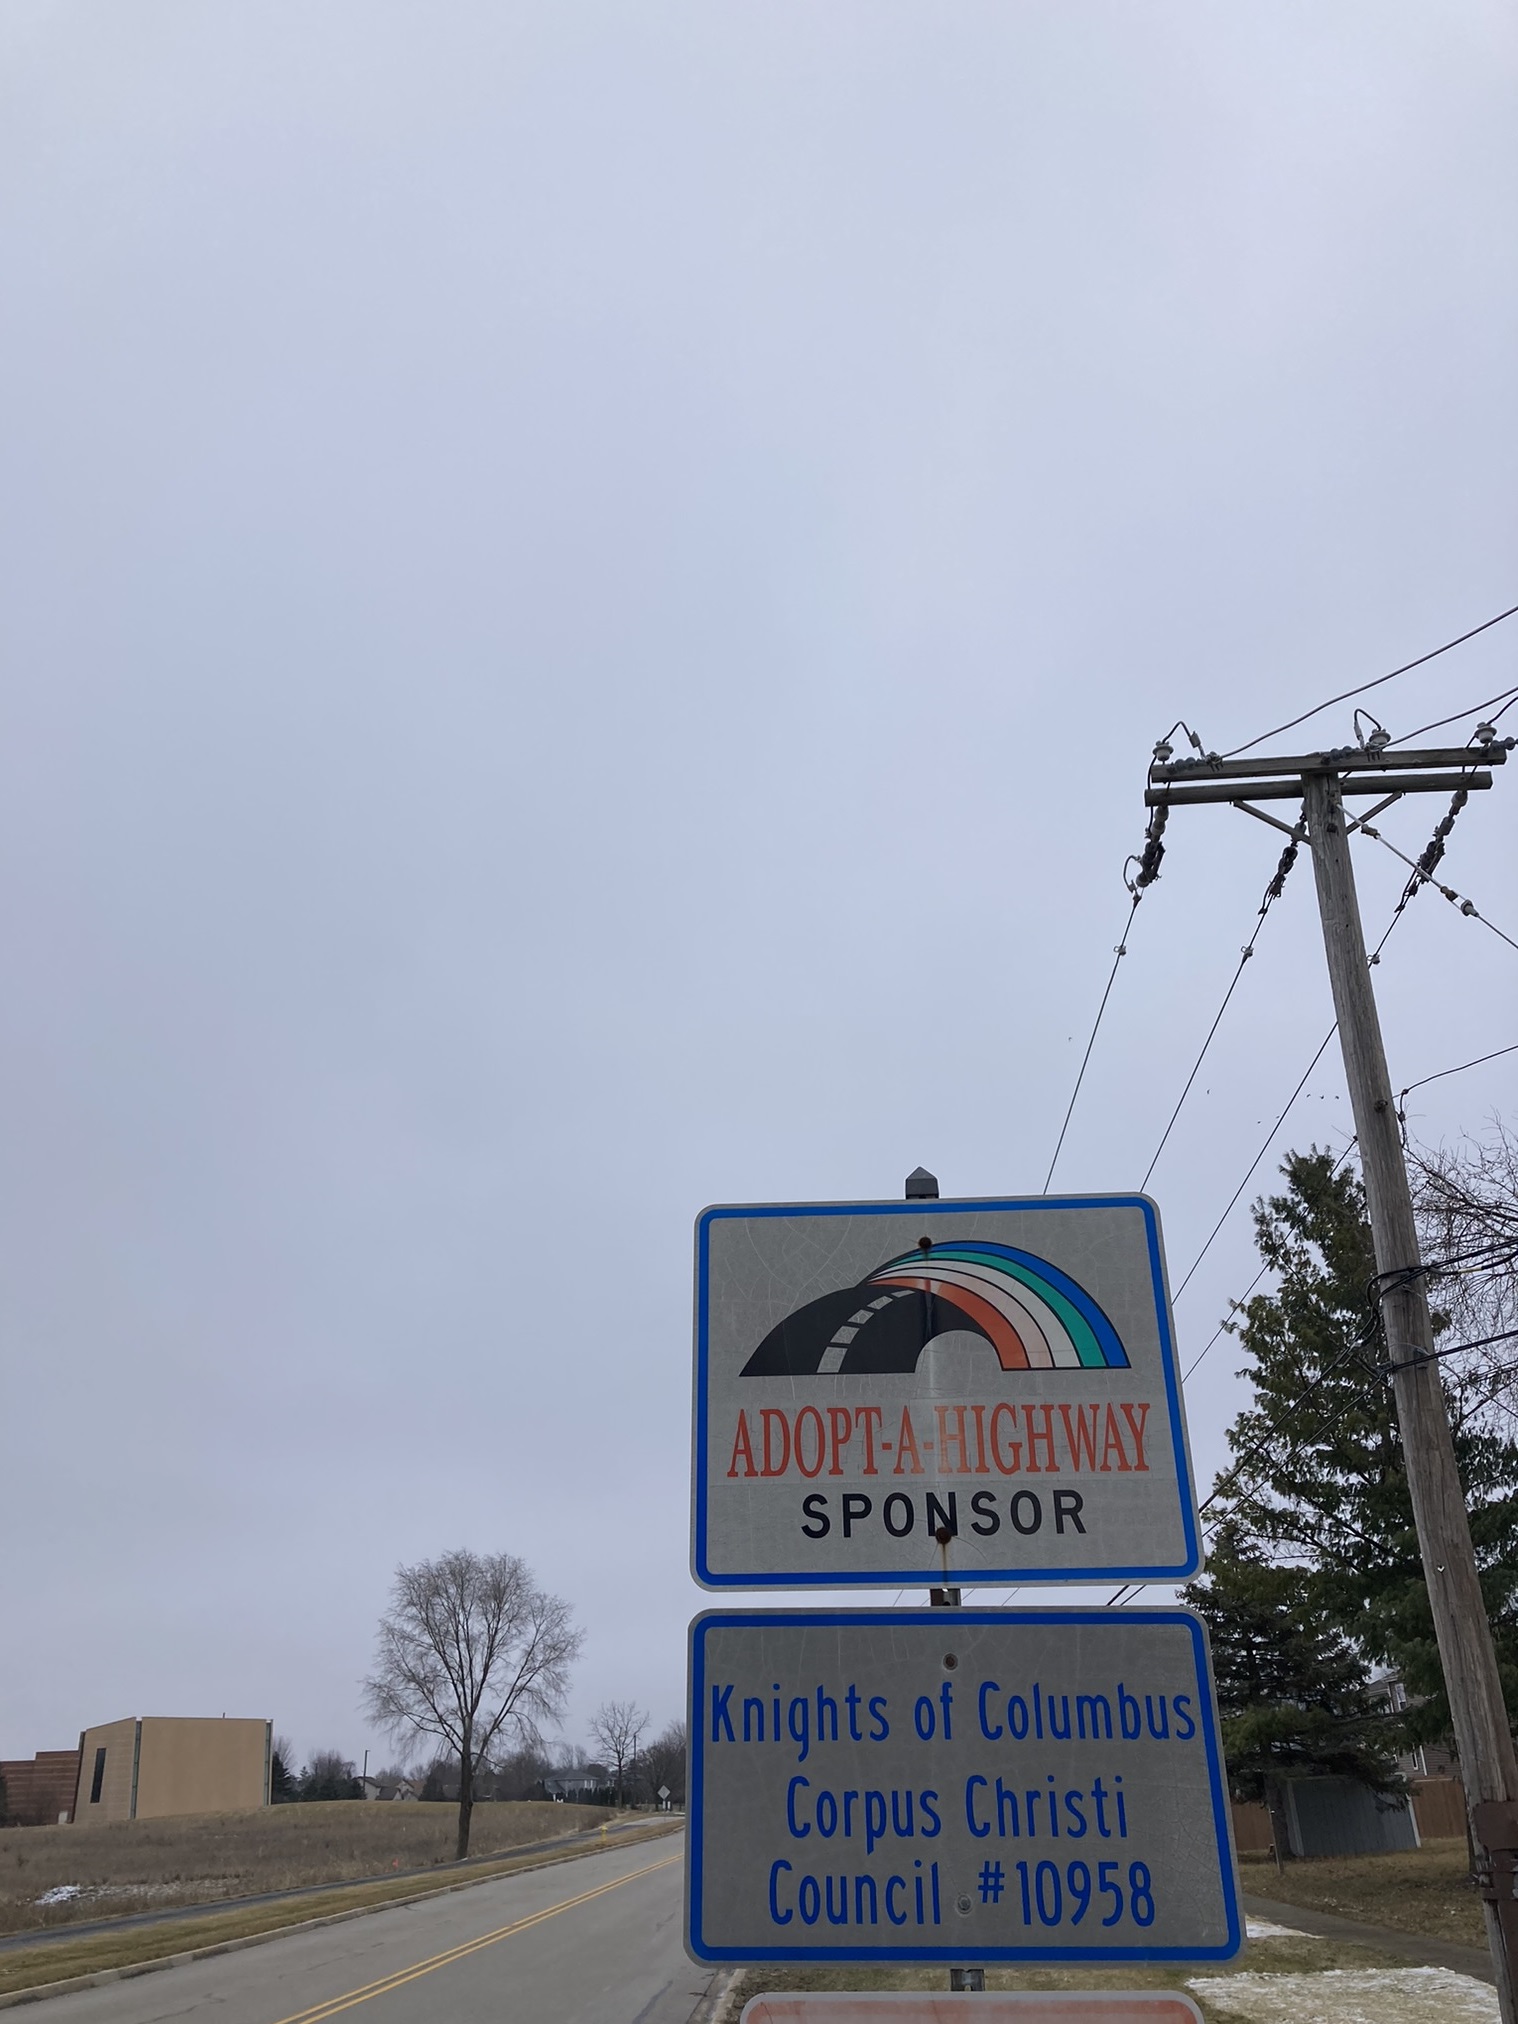 ADOPT-A-HIGHWAY
SPONSOR
Knights of Columbus
Corpus Christi
Council #10958